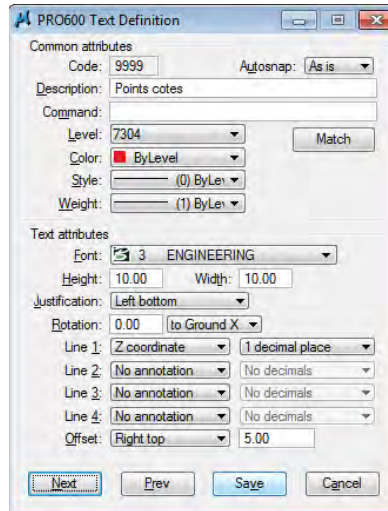 PRO600 Text Definition
Common attributes
Code: 9999 Autosnap: As is
Description: Points cotes
Command:
Level: 7304 Match
Color: ByLevel
Style: (0) ByLev
Weight: (1) ByLev
Text attributes
Font: 3 ENGINEERING
Height: 10.00 Width: 10.00
Justification: Left bottom
Rotation: 0.00 to Ground X
Line 1: Z coordinate 1 decimal place
Line 2: No annotation No decimals
Line 3: No annotation No decimals
Line 4: No annotation No decimals
Offset: Right top 5.00
Next Prev Save Cancel